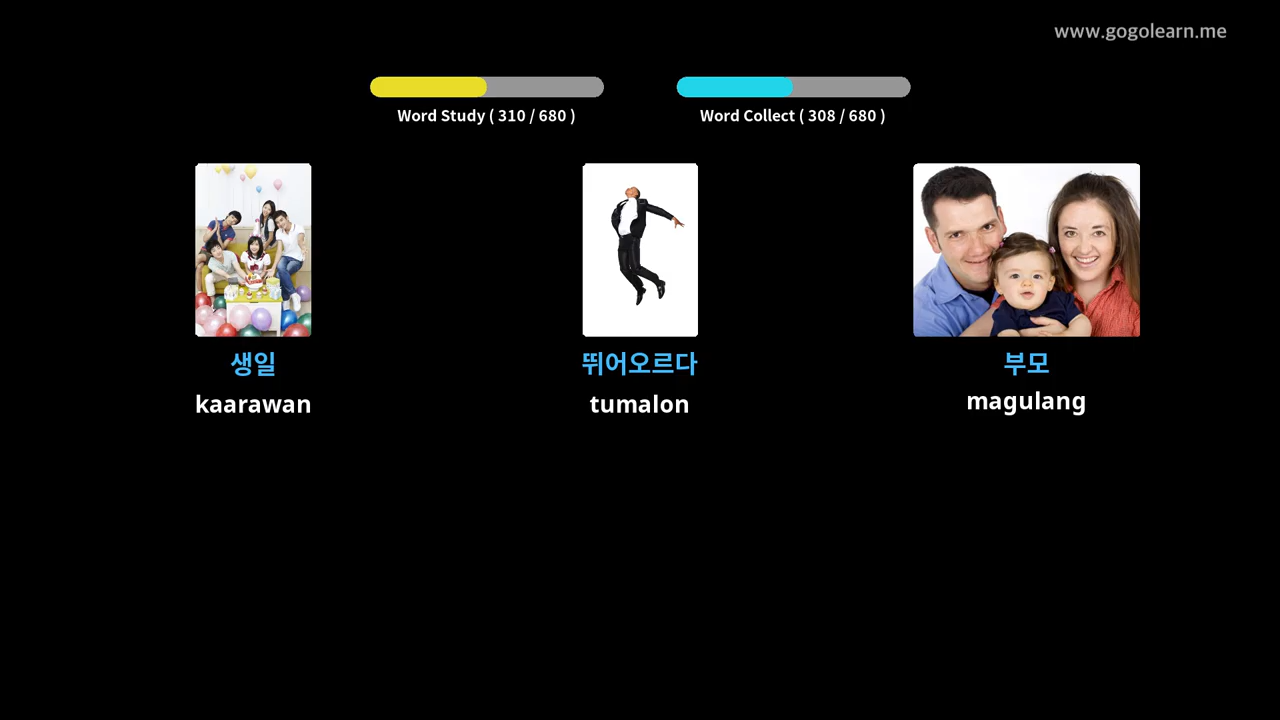 www.gogolearn.me
Word Study ( 310 / 680 )
Word Collect ( 308 / 680 )
생일
뛰어오르다
부모
kaarawan
tumalon
magulang